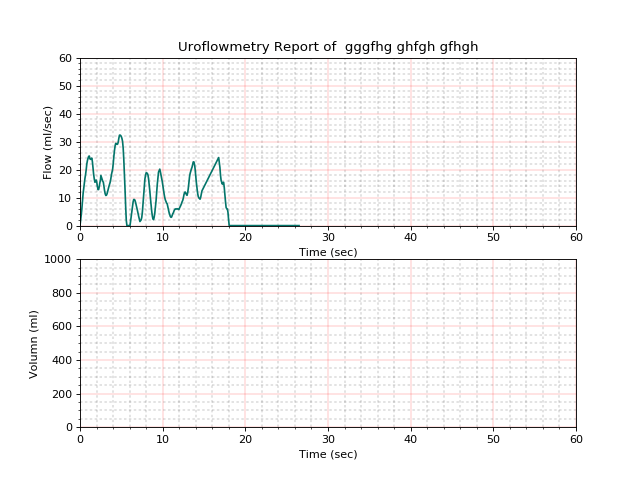 Uroflowmetry Report of  gggfhg ghfgh gfhgh
Flow (ml/sec)
60
50
40
30
20
10
0
0 10 20 30 40 50 60
Time (sec)
Volumn (ml)
1000
800
600
400
200
0
0 10 20 30 40 50 60
Time (sec)